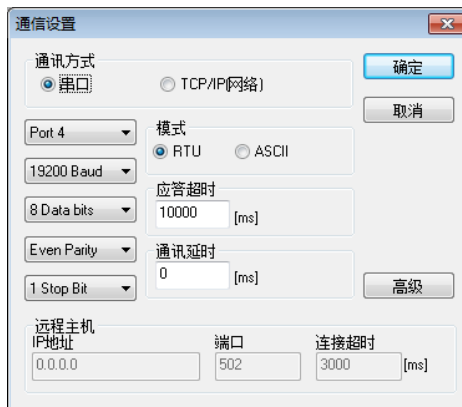 通信设置
通讯方式
串口 TCP/IP(网络)
确定
取消
Port 4
19200 Baud
8 Data bits
Even Parity
1 Stop Bit
模式
RTU ASCII
应答超时
10000 [ms]
通讯延时
0 [ms]
高级
远程主机
IP地址 端口 连接超时
0.0.0.0 502 3000 [ms]